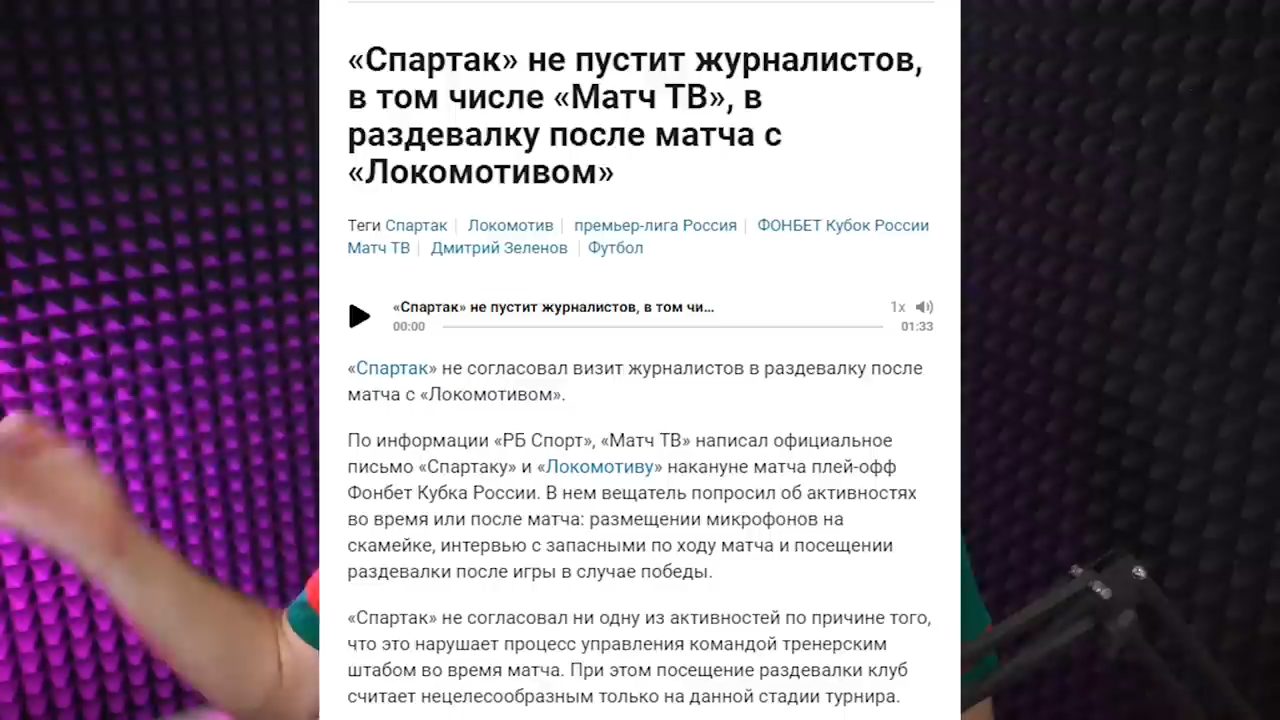 «Спартак» не пустит журналистов,
в том числе «Матч ТВ», в
раздевалку после матча с
«Локомотивом»
Теги Спартак | Локомотив | премьер-лига Россия | ФОНБЕТ Кубок России
Матч ТВ | Дмитрий Зеленов | Футбол
«Спартак» не пустит журналистов, в том чи... 1x
00:00 01:33
«Спартак» не согласовал визит журналистов в раздевалку после
матча с «Локомотивом».
По информации «РБ Спорт», «Матч ТВ» написал официальное
письмо «Спартаку» и «Локомотиву» накануне матча плей-офф
Фонбет Кубка России. В нем вещатель попросил об активностях
во время или после матча: размещении микрофонов на
скамейке, интервью с запасными по ходу матча и посещении
раздевалки после игры в случае победы.
«Спартак» не согласовал ни одну из активностей по причине того,
что это нарушает процесс управления командой тренерским
штабом во время матча. При этом посещение раздевалки клуб
считает нецелесообразным только на данной стадии турнира.